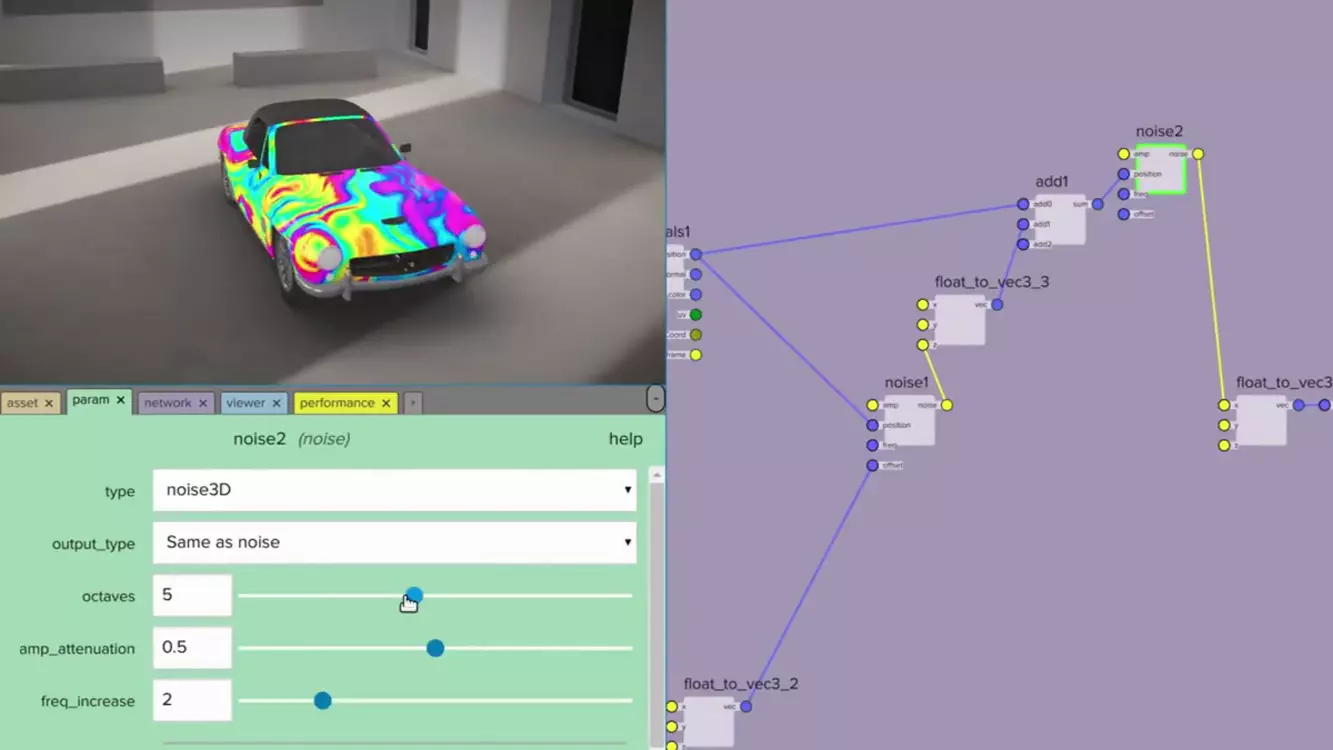 asset ×
param ×
network ×
viewer ×
performance ×
noise2 (noise)
help
type
noise3D
output_type
Same as noise
octaves
5
amp_attenuation
0.5
freq_increase
2
noise2
amp
noise
position
freq
offset
add1
add0
sum
add1
add2
als1
sition
ormal
color
uv
Coord
frame
float_to_vec3_3
x
vec
y
z
noise1
amp
noise
position
freq
offset
float_to_vec3
x
vec
y
z
float_to_vec3_2
x
vec
y
z